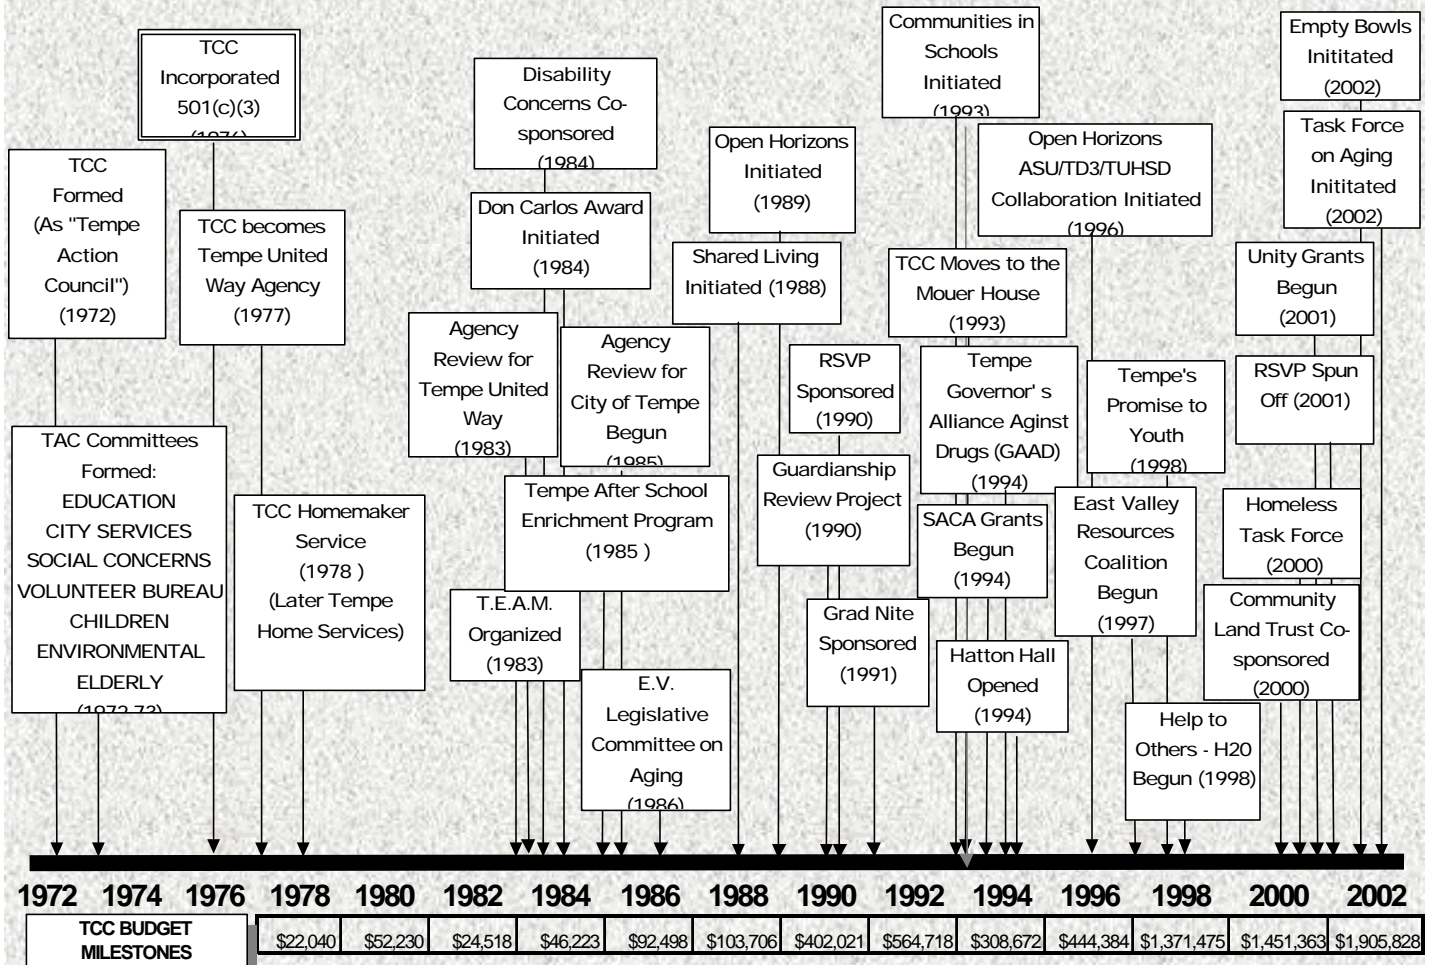 TCC
Incorporated
501(c)(3)
(1976)
TCC
Formed
(As "Tempe
Action
Council")
(1972)
TCC becomes
Tempe United
Way Agency
(1977)
TAC Committees
Formed:
EDUCATION
CITY SERVICES
SOCIAL CONCERNS
VOLUNTEER BUREAU
CHILDREN
ENVIRONMENTAL
ELDERLY
(1972-73)
TCC Homemaker
Service
(1978 )
(Later Tempe
Home Services)
Disability
Concerns Co-
sponsored
(1984)
Don Carlos Award
Initiated
(1984)
Agency
Review for
Tempe United
Way
(1983)
Agency
Review for
City of Tempe
Begun
(1985)
Tempe After School
Enrichment Program
(1985 )
T.E.A.M.
Organized
(1983)
E.V.
Legislative
Committee on
Aging
(1986)
Open Horizons
Initiated
(1989)
Shared Living
Initiated (1988)
RSVP
Sponsored
(1990)
Guardianship
Review Project
(1990)
Grad Nite
Sponsored
(1991)
Communities in
Schools
Initiated
(1993)
Open Horizons
ASU/TD3/TUHSD
Collaboration Initiated
(1996)
TCC Moves to the
Mouer House
(1993)
Tempe
Governor' s
Alliance Aginst
Drugs (GAAD)
(1994)
SACA Grants
Begun
(1994)
Hatton Hall
Opened
(1994)
Tempe's
Promise to
Youth
(1998)
East Valley
Resources
Coalition
Begun
(1997)
Help to
Others - H20
Begun (1998)
Empty Bowls
Inititated
(2002)
Task Force
on Aging
Inititated
(2002)
Unity Grants
Begun
(2001)
RSVP Spun
Off (2001)
Homeless
Task Force
(2000)
Community
Land Trust Co-
sponsored
(2000)
1972 1974 1976 1978 1980 1982 1984 1986 1988 1990 1992 1994 1996 1998 2000 2002
TCC BUDGET
MILESTONES
$22,040 $52,230 $24,518 $46,223 $92,498 $103,706 $402,021 $564,718 $308,672 $444,384 $1,371,475 $1,451,363 $1,905,828